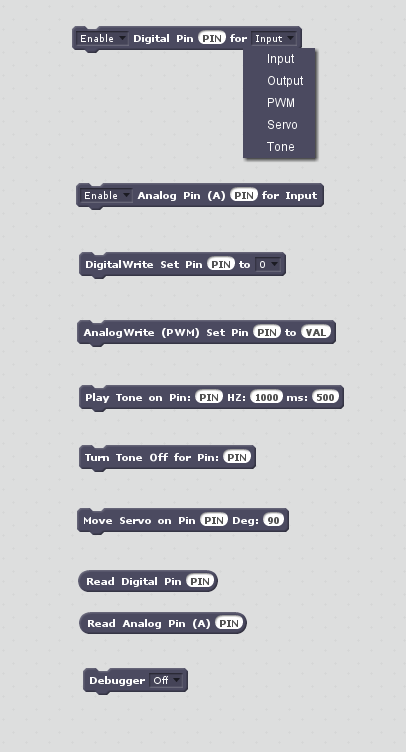 Enable Digital Pin PIN for Input
Input
Output
PWM
Servo
Tone
Enable Analog Pin (A) PIN for Input
DigitalWrite Set Pin PIN to 0
AnalogWrite (PWM) Set Pin PIN to VAL
Play Tone on Pin: PIN HZ: 1000 ms: 500
Turn Tone Off for Pin: PIN
Move Servo on Pin PIN Deg: 90
Read Digital Pin PIN
Read Analog Pin (A) PIN
Debugger Off